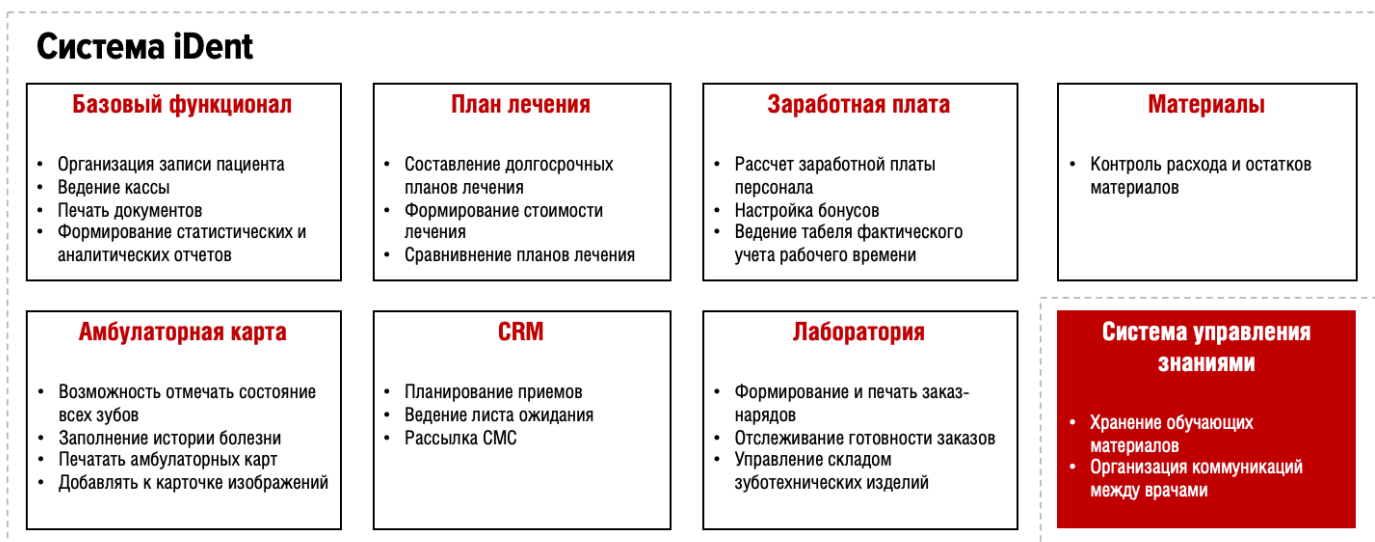 Система iDent
Базовый функционал
• Организация записи пациента
• Ведение кассы
• Печать документов
• Формирование статистических и
аналитических отчетов
План лечения
• Составление долгосрочных
планов лечения
• Формирование стоимости
лечения
• Сравнивнение планов лечения
Заработная плата
• Рассчет заработной платы
персонала
• Настройка бонусов
• Ведение табеля фактического
учета рабочего времени
Материалы
• Контроль расхода и остатков
материалов
Амбулаторная карта
• Возможность отмечать состояние
всех зубов
• Заполнение истории болезни
• Печатать амбулаторных карт
• Добавлять к карточке изображений
CRM
• Планирование приемов
• Ведение листа ожидания
• Рассылка СМС
Лаборатория
• Формирование и печать заказ-
нарядов
• Отслеживание готовности заказов
• Управление складом
зуботехнических изделий
Система управления
знаниями
• Хранение обучающих
материалов
• Организация коммуникаций
между врачами